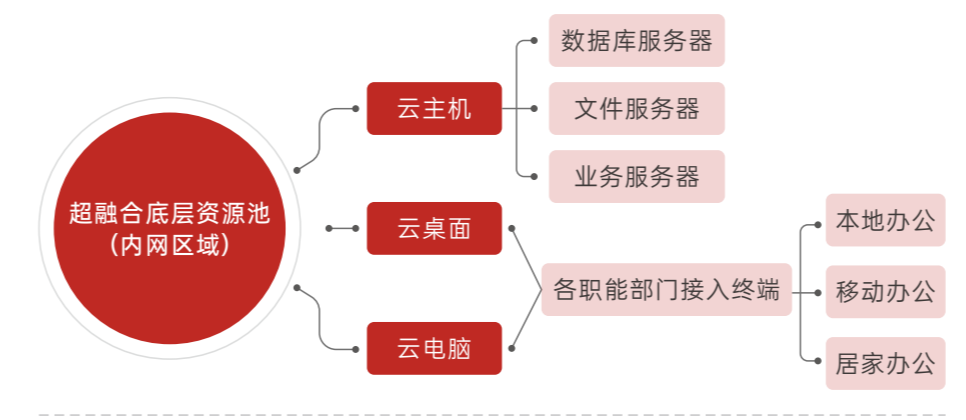 超融合底层资源池
（内网区域）
云主机
数据库服务器
文件服务器
业务服务器
云桌面
云电脑
各职能部门接入终端
本地办公
移动办公
居家办公